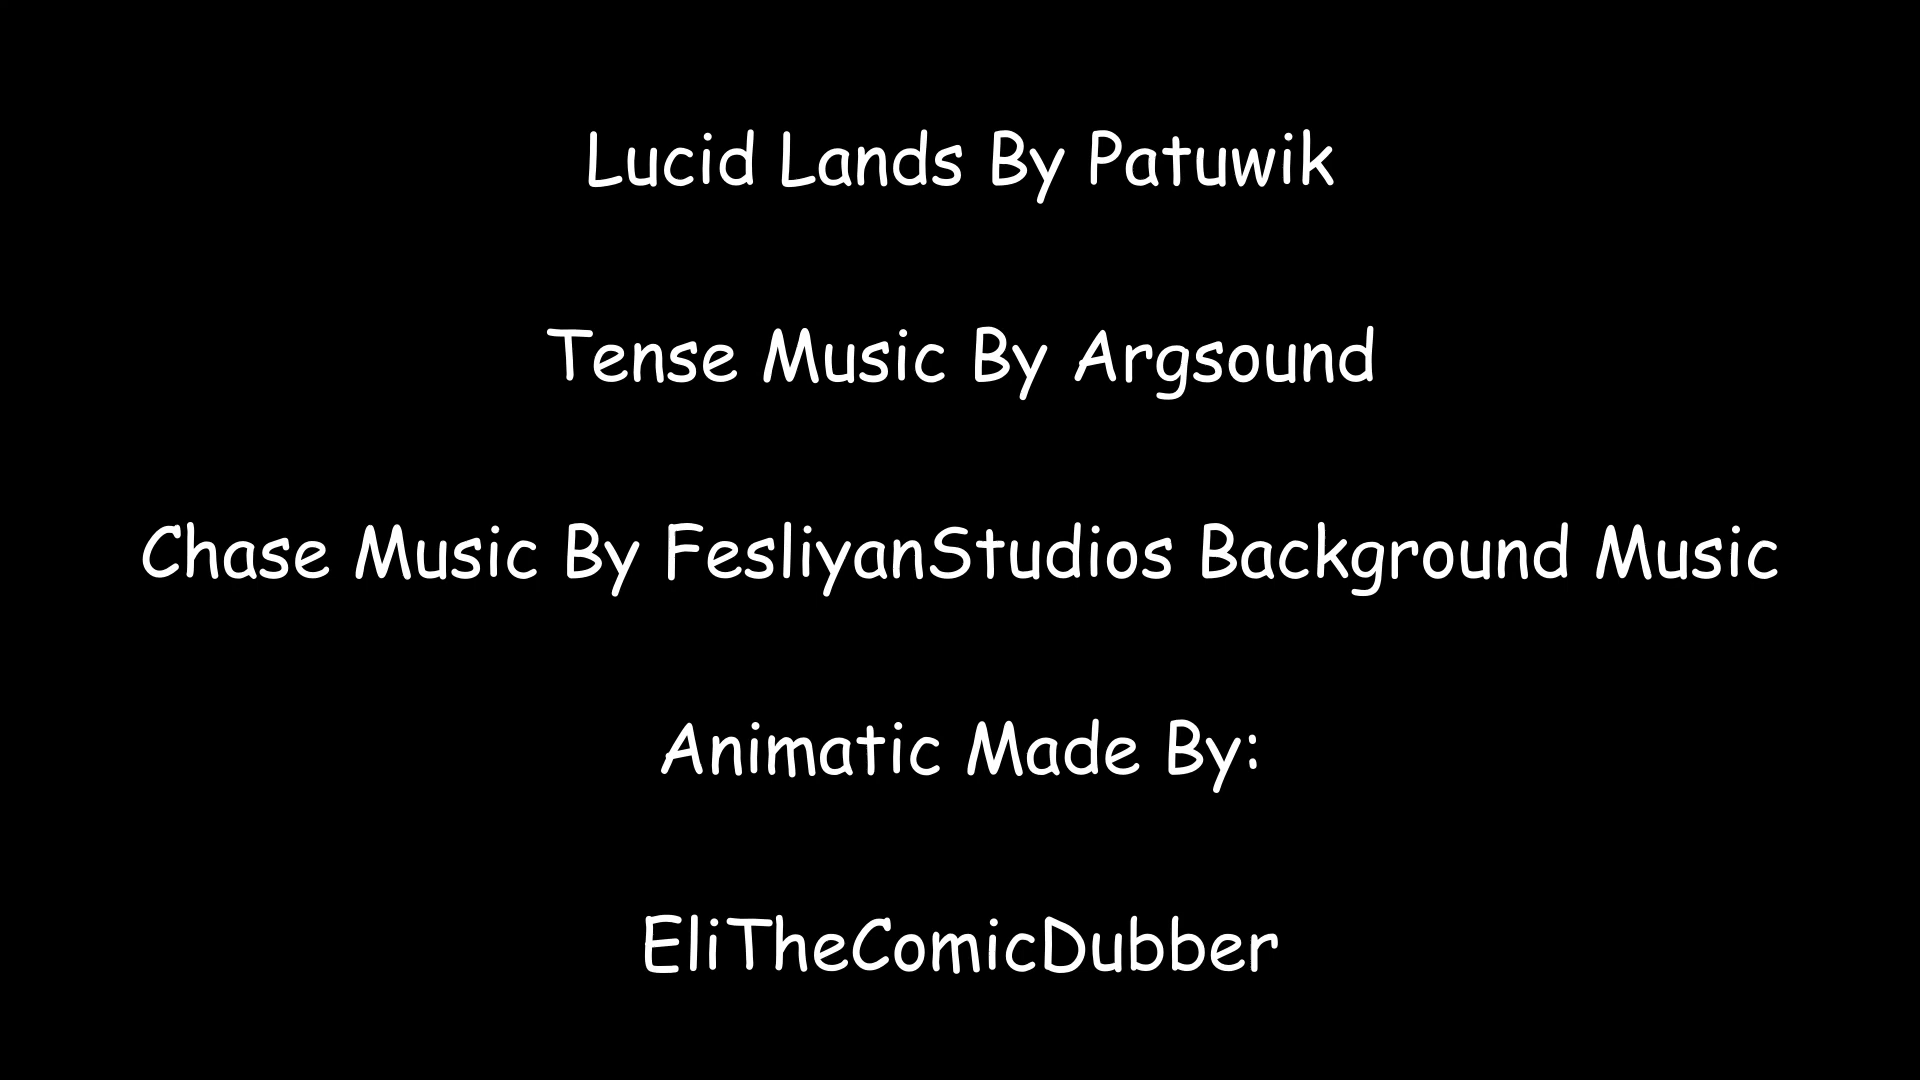 Lucid Lands By Patuwik
Tense Music By Argsound
Chase Music By FesliyanStudios Background Music
Animatic Made By:
EliTheComicDubber